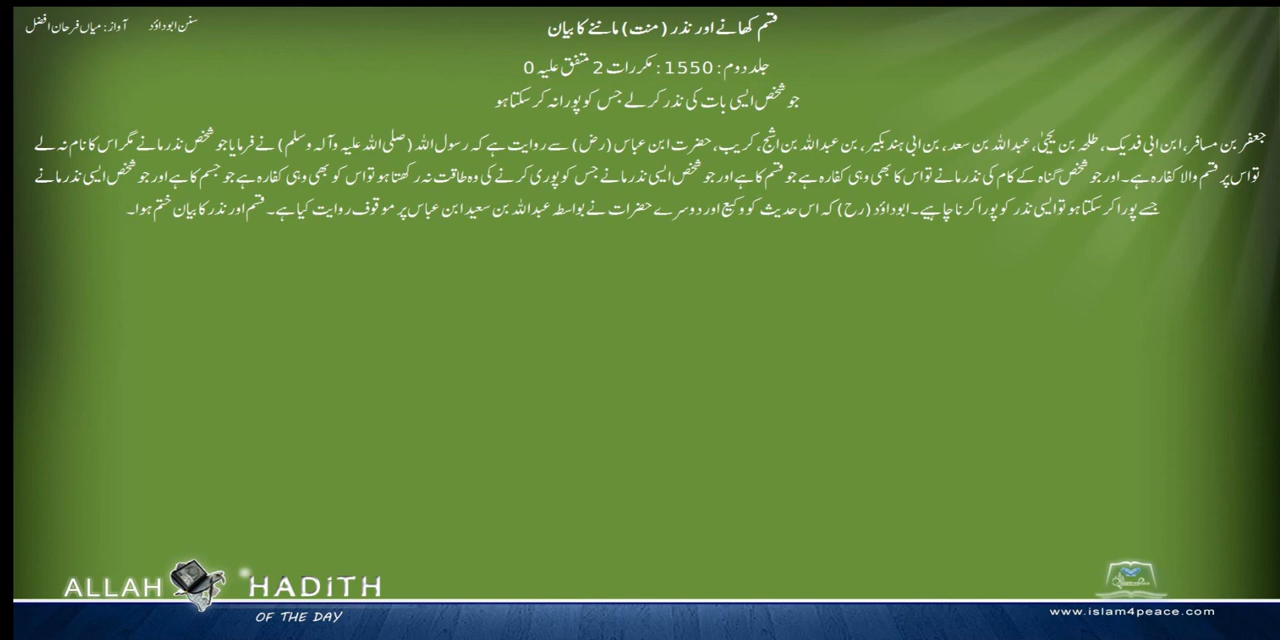 سنن ابوداؤد آواز: میاں فرحان افضل
قسم کھانے اور نذر (منت) ماننے کا بیان
جلد دوم: 1550 : مکررات 2 متفق علیہ 0
جو شخص ایسی بات کی نذر کرلے جس کو پورا نہ کر سکتا ہو
جعفر بن مسافر، ابن ابی فدیک، طلحہ بن یحیٰ، عبداللہ بن سعد، بن ابی ہند بکیر، بن عبداللہ بن اشج، کریب، حضرت ابن عباس (رض) سے روایت ہے کہ رسول اللہ (صلی اللہ علیہ وآلہ وسلم) نے فرمایا جو شخص نذر مانے مگر اس کا نام نہ لے
تو اس پر قسم والا کفارہ ہے۔ اور جو شخص گناہ کے کام کی نذر مانے تو اس کا بھی وہی کفارہ ہے جو قسم کا ہے اور جو شخص ایسی نذر مانے جس کو پوری کرنے کی وہ طاقت نہ رکھتا ہو تو اس کو بھی وہی کفارہ ہے جو جسم کا ہے اور جو شخص ایسی نذر مانے
جسے پورا کر سکتا ہو تو ایسی نذر کو پورا کرنا چاہیے۔ ابوداؤد (رح) کہ اس حدیث کو وکیع اور دوسرے حضرات نے بواسطہ عبداللہ بن سعید ابن عباس پر موقوف روایت کیا ہے۔ قسم اور نذر کا بیان ختم ہوا۔
ALLAH HADITH
OF THE DAY
www.islam4peace.com